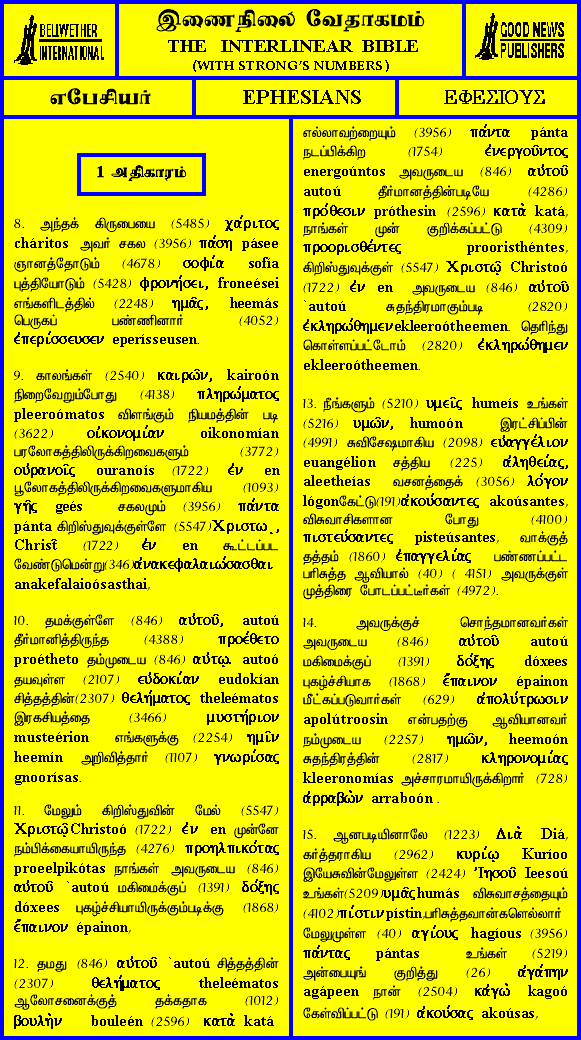 BELLWETHER
INTERNATIONAL
இணைநிலை வேதாகமம்
THE INTERLINEAR BIBLE
(WITH STRONG'S NUMBERS)
GOOD NEWS
PUBLISHERS
எபேசியர்
EPHESIANS
ΕΦΕΣΙΟΥΣ
1 அதிகாரம்
8. அந்தக் கிருபையை (5485) χάριτος
cháritos அவர் சகல (3956) πάση pásee
ஞானத்தோடும் (4678) σοφία sofia
புத்தியோடும் (5428) φρονήσει, froneései
எங்களிடத்தில் (2248) ημᾶς, heemás
பெருகப் பண்ணினார் (4052)
ἐπερίσσευσεν eperísseusen.
9. காலங்கள் (2540) καιρῶν, kairoón
நிறைவேறும்போது (4138) πληρώματος
pleeroómatos விளங்கும் நியமத்தின் படி
(3622) οἰκονομίαν oikonomían
பரலோகத்திலிருக்கிறவைகளும் (3772)
οὐρανοῖς ouranoís (1722) ἐν en
பூலோகத்திலிருக்கிறவைகளுமாகிய (1093)
γῆς geés சகலமும் (3956) πάντα
pánta கிறிஸ்துவுக்குள்ளே (5547)Χριστω,
Christ (1722) ἐν en கூட்டப்பட
வேண்டுமென்று(346)ἀνακεφαλαιώσασθαι
anakefalaioósasthai,
10. தமக்குள்ளே (846) αὐτοῦ, autoú
தீர்மானித்திருந்த (4388) προέθετο
proétheto தம்முடைய (846) αὐτῳ. autoó
தயவுள்ள (2107) εὐδοκίαν eudokían
சித்தத்தின்(2307) θελήματος theleématos
இரகசியத்தை (3466) μυστήριον
musteérion எங்களுக்கு (2254) ημῖν
heemín அறிவித்தார் (1107) γνωρίσας
gnoorísas.
11. மேலும் கிறிஸ்துவின் மேல் (5547)
Χριστῷ Christoó (1722) ἐν en முன்னே
நம்பிக்கையாயிருந்த (4276) προηλπικότας
proeelpikótas நாங்கள் அவருடைய (846)
αὐτοῦ `autoú மகிமைக்குப் (1391) δόξης
dóxees புகழ்ச்சியாயிருக்கும்படிக்கு (1868)
ἔπαινον épainon,
12. தமது (846) αὐτοῦ `autoú சித்தத்தின்
(2307) θελήματος theleématos
ஆலோசனைக்குத் தக்கதாக (1012)
βουλὴν bouleén (2596) κατὰ katá
எல்லாவற்றையும் (3956) πάντα pánta
நடப்பிக்கிற (1754) ἐνεργοῦντος
energoúntos அவருடைய (846) αὐτοῦ
autoú தீர்மானத்தின்படியே (4286)
πρόθεσιν próthesin (2596) κατὰ katá,
நாங்கள் முன் குறிக்கப்பட்டு (4309)
προορισθέντες prooristhéntes,
கிறிஸ்துவுக்குள் (5547) Χριστῷ Christoó
(1722) ἐν en அவருடைய (846) αὐτοῦ
`autoú சுதந்திரமாகும்படி (2820)
ἐκληρώθημεν ekleeroótheemen. தெரிந்து
கொள்ளப்பட்டோம் (2820) ἐκληρώθημεν
ekleeroótheemen.
13. நீங்களும் (5210) υμεῖς humeís உங்கள்
(5216) υμῶν, humoón இரட்சிப்பின்
(4991) சுவிசேஷமாகிய (2098) εὐαγγέλιον
euangélion சத்திய (225) ἀληθείας,
aleetheías வசனத்தைக் (3056) λόγον
lógonகேட்டு(191)ἀκούσαντες akoúsantes,
விசுவாசிகளான போது (4100)
πιστεύσαντες pisteúsantes, வாக்குத்
தத்தம் (1860) ἐπαγγελίας பண்ணப்பட்ட
பரிசுத்த ஆவியால் (40) ( 4151) அவருக்குள்
முத்திரை போடப்பட்டீர்கள் (4972).
14. அவருக்குச் சொந்தமானவர்கள்
அவருடைய (846) αὐτοῦ autoú
மகிமைக்குப் (1391) δόξης dóxees
புகழ்ச்சியாக (1868) ἔπαινον épainon
மீட்கப்படுவார்கள் (629) ἀπολύτρωσιν
apolútroosin என்பதற்கு ஆவியானவர்
நம்முடைய (2257) ημῶν, heemoón
சுதந்திரத்தின் (2817) κληρονομίας
kleeronomías அச்சாரமாயிருக்கிறார் (728)
ἀρραβὼν arraboón .
15. ஆனபடியினாலே (1223) Διὰ Diá,
கர்த்தராகிய (2962) κυρίῳ Kuríoo
இயேசுவின்மேலுள்ள (2424) Ἰησοῦ Ieesoú
உங்கள்(5209)υμᾶς humás விசுவாசத்தையும்
(4102)πίστιν pístin,பரிசுத்தவான்களெல்லார்
மேலுமுள்ள (40) αγίους hagíous (3956)
πάντας pántas உங்கள் (5219)
அன்பையுங் குறித்து (26) ἀγάπην
agápeen நான் (2504) κἀγὼ kagoó
கேள்விப்பட்டு (191) ἀκούσας akoúsas,